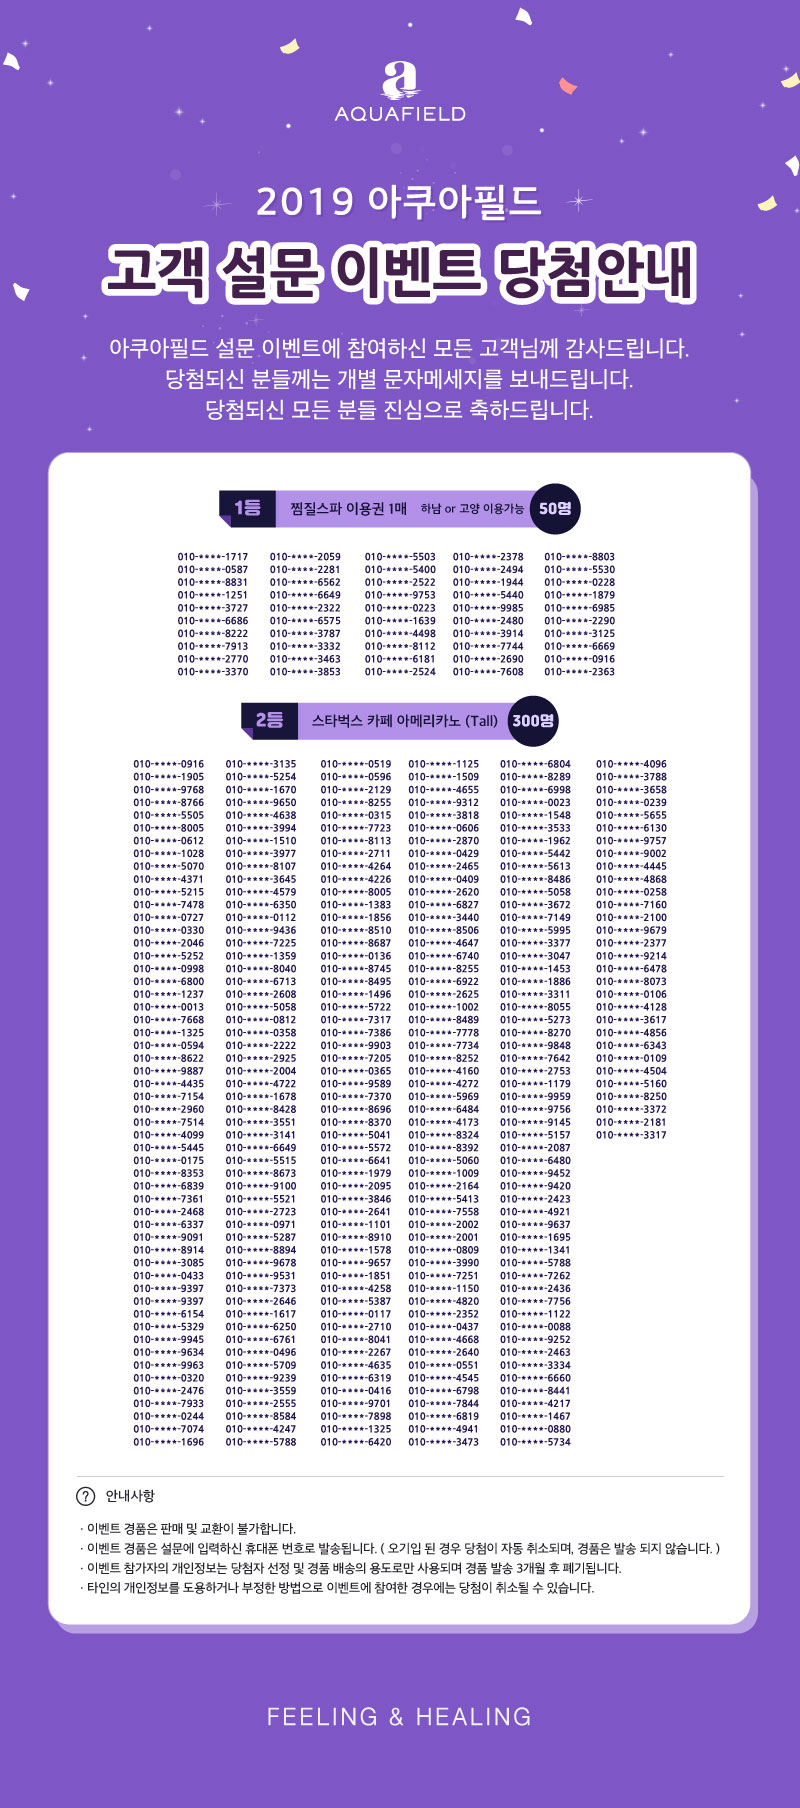 a
AQUAFIELD
2019 아쿠아필드
고객 설문 이벤트 당첨안내
아쿠아필드 설문 이벤트에 참여하신 모든 고객님께 감사드립니다.
당첨되신 분들께는 개별 문자메세지를 보내드립니다.
당첨되신 모든 분들 진심으로 축하드립니다.
1등 찜질스파 이용권 1매 하남 or 고양 이용가능 50명
010-****-1717 010-****-2059 010-****-5503 010-****-2378 010-****-8803
010-****-0587 010-****-2281 010-****-5400 010-****-2494 010-****-5530
010-****-8831 010-****-6562 010-****-2522 010-****-1944 010-****-0228
010-****-1251 010-****-6649 010-****-9753 010-****-5440 010-****-1879
010-****-3727 010-****-2322 010-****-0223 010-****-9985 010-****-6985
010-****-6686 010-****-6575 010-****-1639 010-****-2480 010-****-2290
010-****-8222 010-****-3787 010-****-4498 010-****-3914 010-****-3125
010-****-7913 010-****-3332 010-****-8112 010-****-7744 010-****-6669
010-****-2770 010-****-3463 010-****-6181 010-****-2690 010-****-0916
010-****-3370 010-****-3853 010-****-2524 010-****-7608 010-****-2363
2등 스타벅스 카페 아메리카노 (Tall) 300명
010-****-0916 010-****-3135 010-****-0519 010-****-1125 010-****-6804 010-****-4096
010-****-1905 010-****-5254 010-****-0596 010-****-1509 010-****-8289 010-****-3788
010-****-9768 010-****-1670 010-****-2129 010-****-4655 010-****-6998 010-****-3658
010-****-8766 010-****-9650 010-****-8255 010-****-9312 010-****-0023 010-****-0239
010-****-5505 010-****-4638 010-****-0315 010-****-3818 010-****-1548 010-****-5655
010-****-8005 010-****-3994 010-****-7723 010-****-0606 010-****-3533 010-****-6130
010-****-0612 010-****-1510 010-****-8113 010-****-2870 010-****-1962 010-****-9757
010-****-1028 010-****-3977 010-****-2711 010-****-0429 010-****-5442 010-****-9002
010-****-5070 010-****-8107 010-****-4264 010-****-2465 010-****-5613 010-****-4445
010-****-4371 010-****-3645 010-****-4226 010-****-0409 010-****-8486 010-****-4868
010-****-5215 010-****-4579 010-****-8005 010-****-2620 010-****-5058 010-****-0258
010-****-7478 010-****-6350 010-****-1383 010-****-6827 010-****-3672 010-****-7160
010-****-0727 010-****-0112 010-****-1856 010-****-3440 010-****-7149 010-****-2100
010-****-0330 010-****-9436 010-****-8510 010-****-8506 010-****-5995 010-****-9679
010-****-2046 010-****-7225 010-****-8687 010-****-4647 010-****-3377 010-****-2377
010-****-5252 010-****-1359 010-****-0136 010-****-6740 010-****-3047 010-****-9214
010-****-0998 010-****-8040 010-****-8745 010-****-8255 010-****-1453 010-****-6478
010-****-6800 010-****-6713 010-****-8495 010-****-6922 010-****-1886 010-****-8073
010-****-1237 010-****-2608 010-****-1496 010-****-2625 010-****-3311 010-****-0106
010-****-0013 010-****-5058 010-****-5722 010-****-1002 010-****-8055 010-****-4128
010-****-7668 010-****-0812 010-****-7317 010-****-8489 010-****-5273 010-****-3617
010-****-1325 010-****-0358 010-****-7386 010-****-7778 010-****-8270 010-****-4856
010-****-0594 010-****-2222 010-****-9903 010-****-7734 010-****-9848 010-****-6343
010-****-8622 010-****-2925 010-****-7205 010-****-8252 010-****-7642 010-****-0109
010-****-9887 010-****-2004 010-****-0365 010-****-4160 010-****-2753 010-****-4504
010-****-4435 010-****-4722 010-****-9589 010-****-4272 010-****-1179 010-****-5160
010-****-7154 010-****-1678 010-****-7370 010-****-5969 010-****-9959 010-****-8250
010-****-2960 010-****-8428 010-****-8696 010-****-6484 010-****-9756 010-****-3372
010-****-7514 010-****-3551 010-****-8370 010-****-4173 010-****-9145 010-****-2181
010-****-4099 010-****-3141 010-****-5041 010-****-8324 010-****-5157 010-****-3317
010-****-5445 010-****-6649 010-****-5572 010-****-8392 010-****-2087
010-****-0175 010-****-5515 010-****-6641 010-****-5060 010-****-6480
010-****-8353 010-****-8673 010-****-1979 010-****-1009 010-****-9452
010-****-6839 010-****-9100 010-****-2095 010-****-2164 010-****-9420
010-****-7361 010-****-5521 010-****-3846 010-****-5413 010-****-2423
010-****-2468 010-****-2723 010-****-2641 010-****-7558 010-****-4921
010-****-6337 010-****-0971 010-****-1101 010-****-2002 010-****-9637
010-****-9091 010-****-5287 010-****-8910 010-****-2001 010-****-1695
010-****-8914 010-****-8894 010-****-1578 010-****-0809 010-****-1341
010-****-3085 010-****-9678 010-****-9657 010-****-3990 010-****-5788
010-****-0433 010-****-9531 010-****-1851 010-****-7251 010-****-7262
010-****-9397 010-****-7373 010-****-4258 010-****-1150 010-****-2436
010-****-9397 010-****-2646 010-****-5387 010-****-4820 010-****-7756
010-****-6154 010-****-1617 010-****-0117 010-****-2352 010-****-1122
010-****-5329 010-****-6250 010-****-2710 010-****-0437 010-****-0088
010-****-9945 010-****-6761 010-****-8041 010-****-4668 010-****-9252
010-****-9634 010-****-0496 010-****-2267 010-****-2640 010-****-2463
010-****-9963 010-****-5709 010-****-4635 010-****-0551 010-****-3334
010-****-0320 010-****-9239 010-****-6319 010-****-4545 010-****-6660
010-****-2476 010-****-3559 010-****-0416 010-****-6798 010-****-8441
010-****-7933 010-****-2555 010-****-9701 010-****-7844 010-****-4217
010-****-0244 010-****-8584 010-****-7898 010-****-6819 010-****-1467
010-****-7074 010-****-4247 010-****-1325 010-****-4941 010-****-0880
010-****-1696 010-****-5788 010-****-6420 010-****-3473 010-****-5734
? 안내사항
· 이벤트 경품은 판매 및 교환이 불가합니다.
· 이벤트 경품은 설문에 입력하신 휴대폰 번호로 발송됩니다. ( 오기입 된 경우 당첨이 자동 취소되며, 경품은 발송 되지 않습니다. )
· 이벤트 참가자의 개인정보는 당첨자 선정 및 경품 배송의 용도로만 사용되며 경품 발송 3개월 후 폐기됩니다.
· 타인의 개인정보를 도용하거나 부정한 방법으로 이벤트에 참여한 경우에는 당첨이 취소될 수 있습니다.
FEELING & HEALING